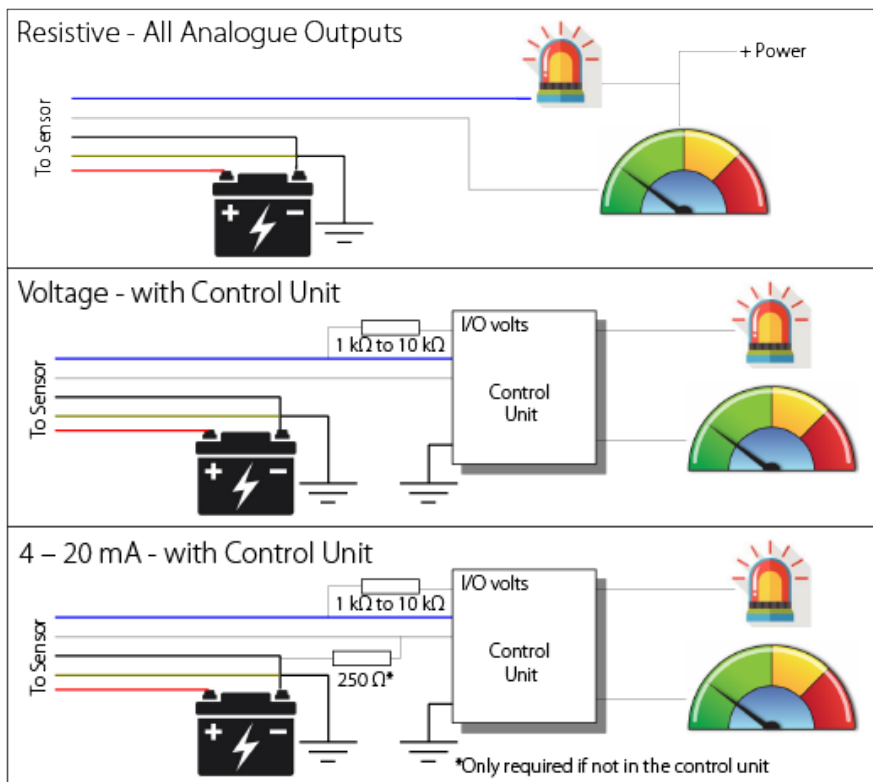 Resistive - All Analogue Outputs
+ Power
To Sensor
Voltage - with Control Unit
I/O volts
1 kΩ to 10 kΩ
Control
Unit
To Sensor
4 – 20 mA - with Control Unit
I/O volts
1 kΩ to 10 kΩ
Control
Unit
To Sensor
250 Ω*
*Only required if not in the control unit